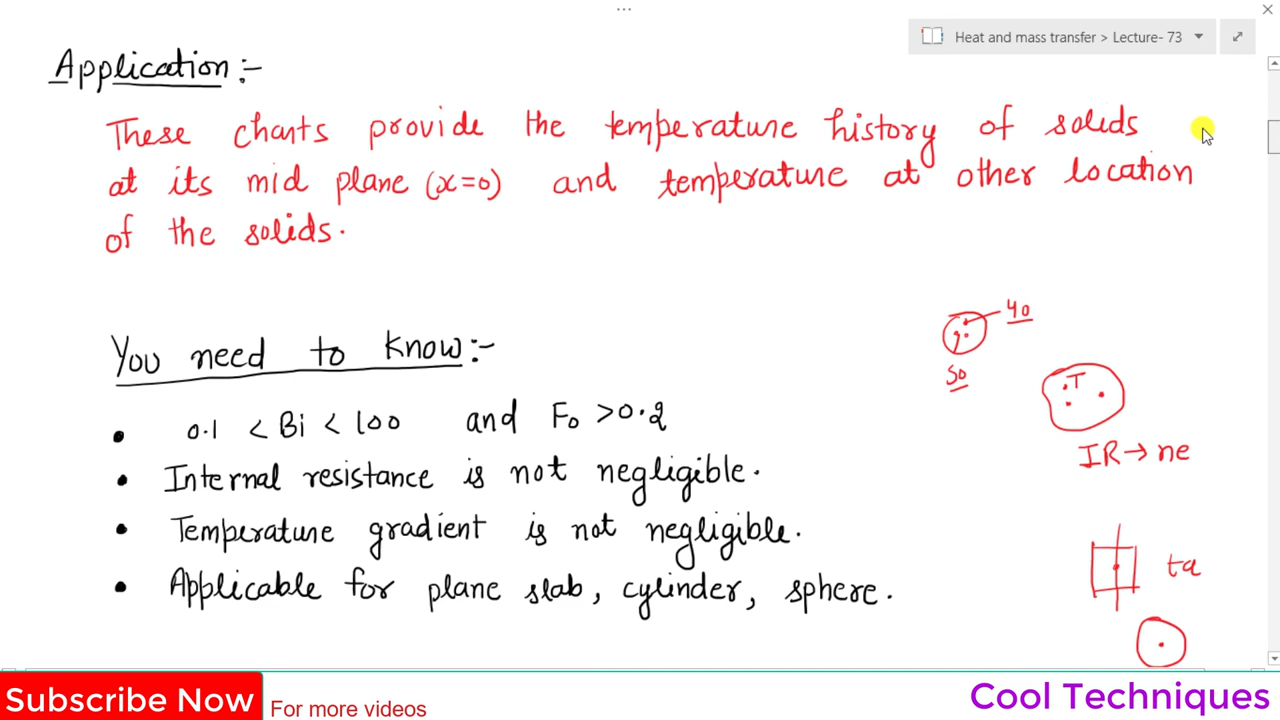 ...
Heat and mass transfer > Lecture- 73
Application:-
These charts provide the temperature history of solids
at its mid plane (x=0) and temperature at other location
of the solids.
40
50
T
IR→ne
You need to know:-
• 0.1 < Bi < 100 and Fo >0.2
• Internal resistance is not negligible.
• Temperature gradient is not negligible.
• Applicable for plane slab, cylinder, sphere.
ta
Subscribe Now
For more videos
Cool Techniques